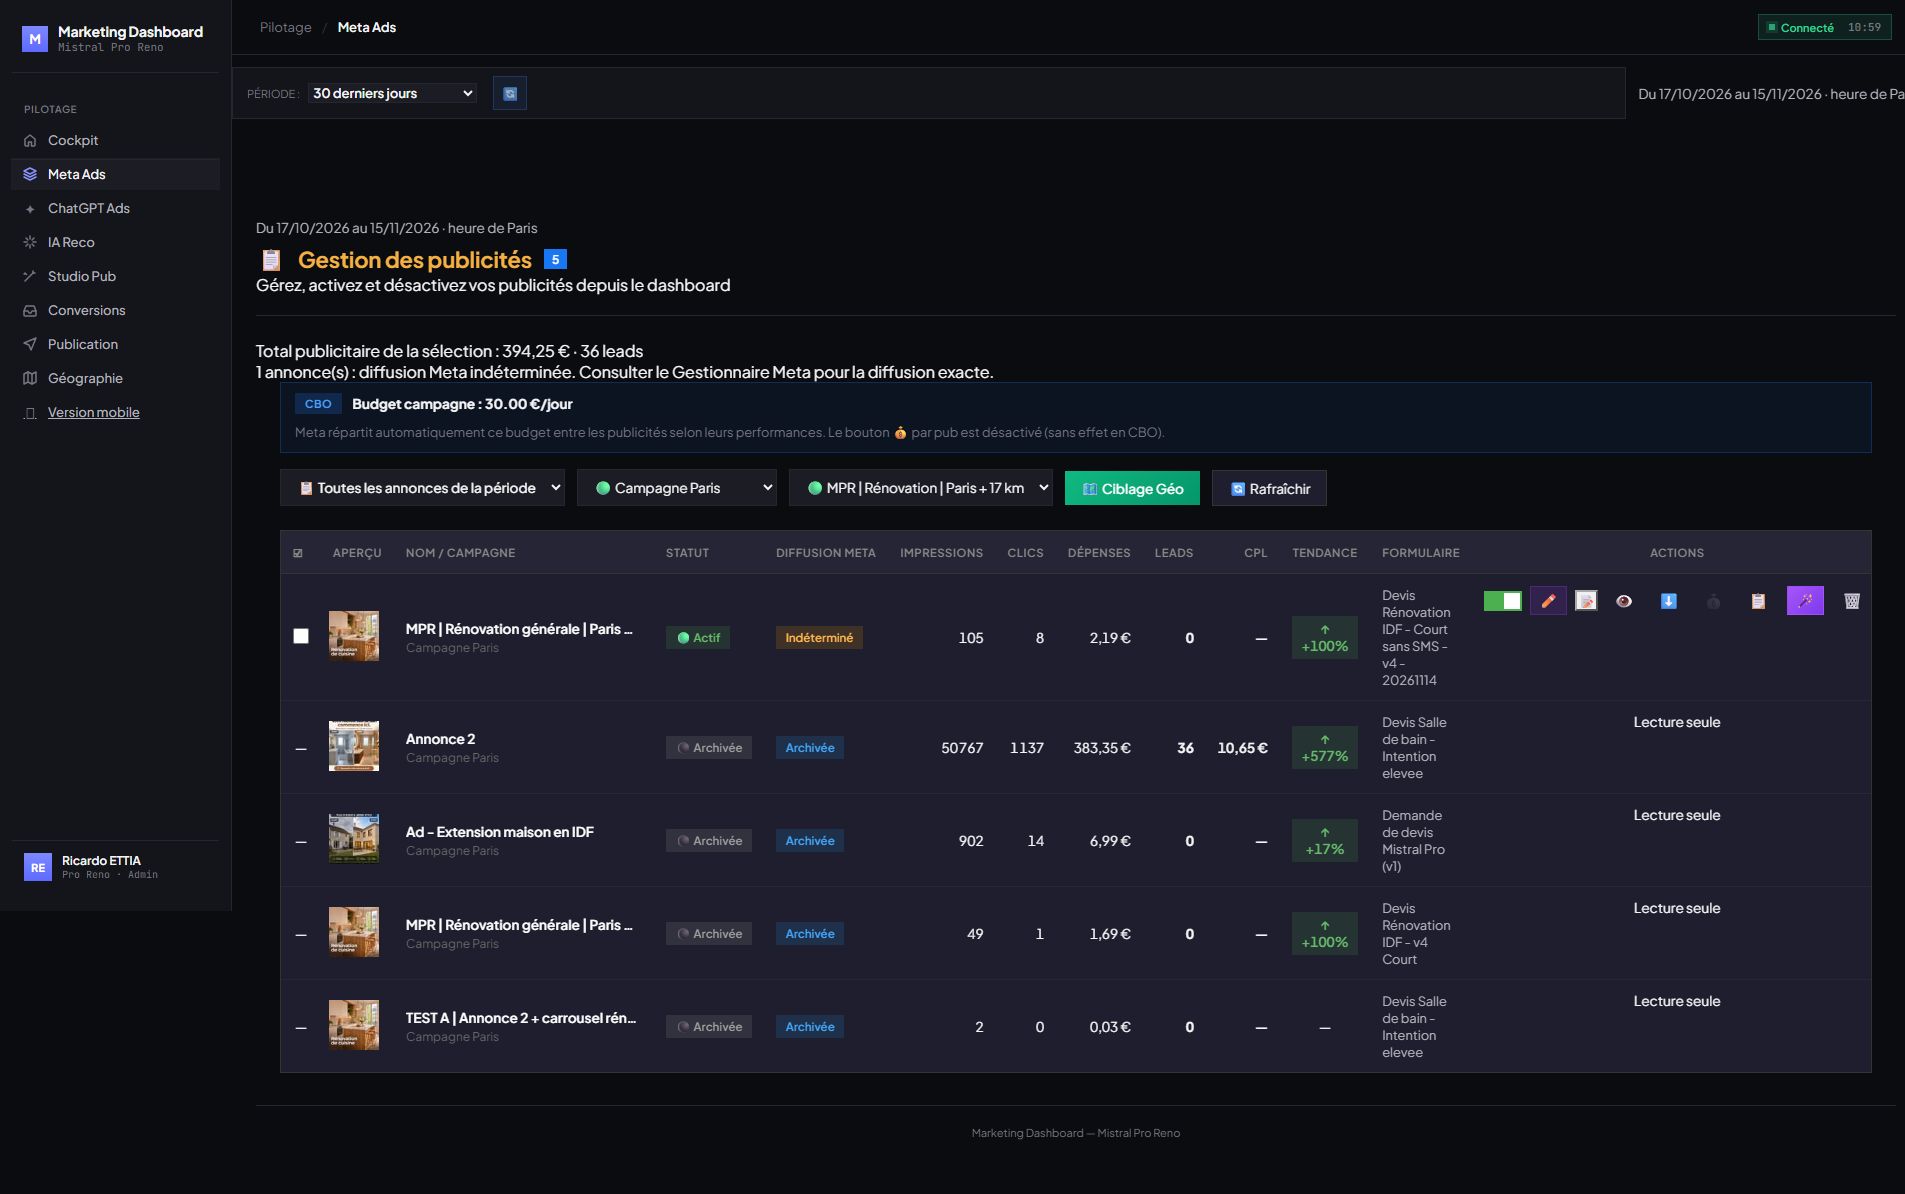 M
Marketing Dashboard
Mistral Pro Reno
PILOTAGE
Cockpit
Meta Ads
ChatGPT Ads
IA Reco
Studio Pub
Conversions
Publication
Géographie
Version mobile
RE
Ricardo ETTIA
Pro Reno · Admin
Pilotage / Meta Ads
Connecté 10:59
PÉRIODE : 30 derniers jours
Du 17/10/2026 au 15/11/2026 · heure de Pa
Du 17/10/2026 au 15/11/2026 · heure de Paris
Gestion des publicités 5
Gérez, activez et désactivez vos publicités depuis le dashboard
Total publicitaire de la sélection : 394,25 € · 36 leads
1 annonce(s) : diffusion Meta indéterminée. Consulter le Gestionnaire Meta pour la diffusion exacte.
CBO Budget campagne : 30.00 €/jour
Meta répartit automatiquement ce budget entre les publicités selon leurs performances. Le bouton 💰 par pub est désactivé (sans effet en CBO).
Toutes les annonces de la période
Campagne Paris
MPR | Rénovation | Paris + 17 km
Ciblage Géo
Rafraîchir
APERÇU NOM / CAMPAGNE STATUT DIFFUSION META IMPRESSIONS CLICS DÉPENSES LEADS CPL TENDANCE FORMULAIRE ACTIONS
MPR | Rénovation générale | Paris ...
Campagne Paris
Actif
Indéterminé
105
8
2,19 €
0
—
↑
+100%
Devis
Rénovation
IDF - Court
sans SMS -
v4 -
20261114
—
Annonce 2
Campagne Paris
Archivée
Archivée
50767
1137
383,35 €
36
10,65 €
↑
+577%
Devis Salle
de bain -
Intention
elevee
Lecture seule
—
Ad - Extension maison en IDF
Campagne Paris
Archivée
Archivée
902
14
6,99 €
0
—
↑
+17%
Demande
de devis
Mistral Pro
(v1)
Lecture seule
—
MPR | Rénovation générale | Paris ...
Campagne Paris
Archivée
Archivée
49
1
1,69 €
0
—
↑
+100%
Devis
Rénovation
IDF - v4
Court
Lecture seule
—
TEST A | Annonce 2 + carrousel rén...
Campagne Paris
Archivée
Archivée
2
0
0,03 €
0
—
—
Devis Salle
de bain -
Intention
elevee
Lecture seule
Marketing Dashboard — Mistral Pro Reno